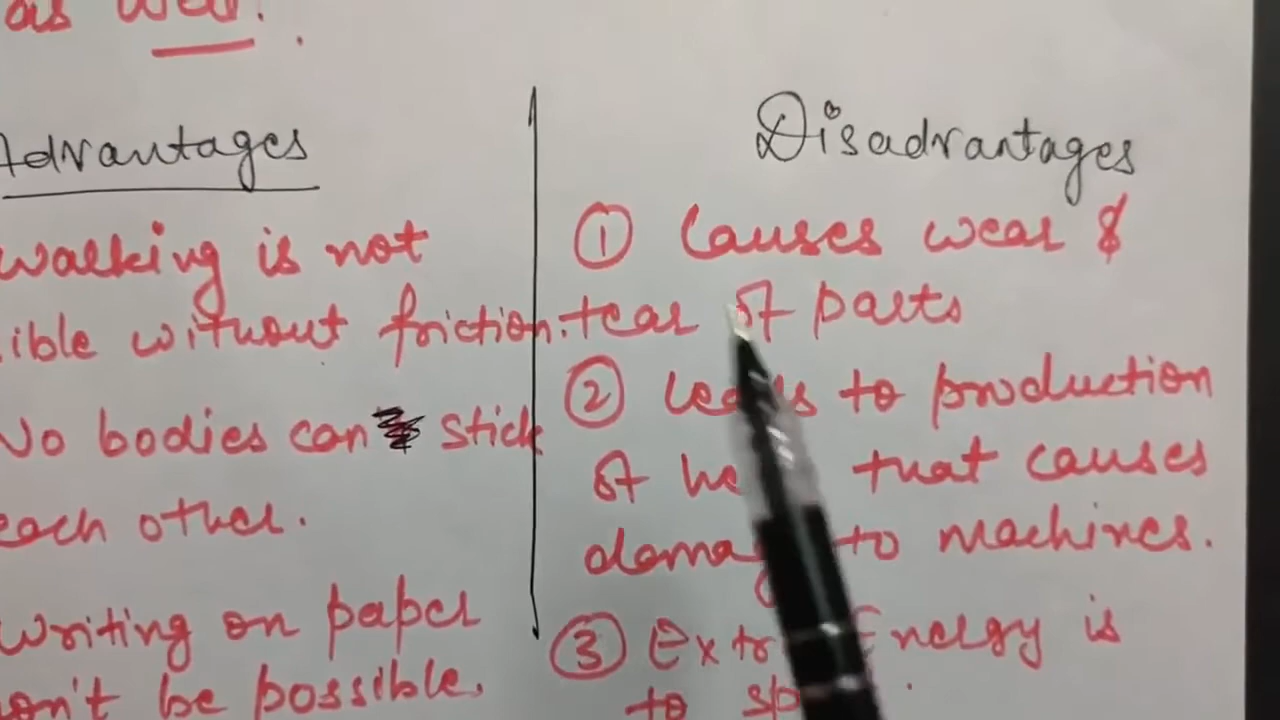 as well.
Advantages
walking is not
ible without friction.
No bodies can stick
each other.
writing on paper
on't be possible.
Disadvantages
① Causes wear &
tear of parts
② leads to production
of that causes
to machines.
③ Energy is
to